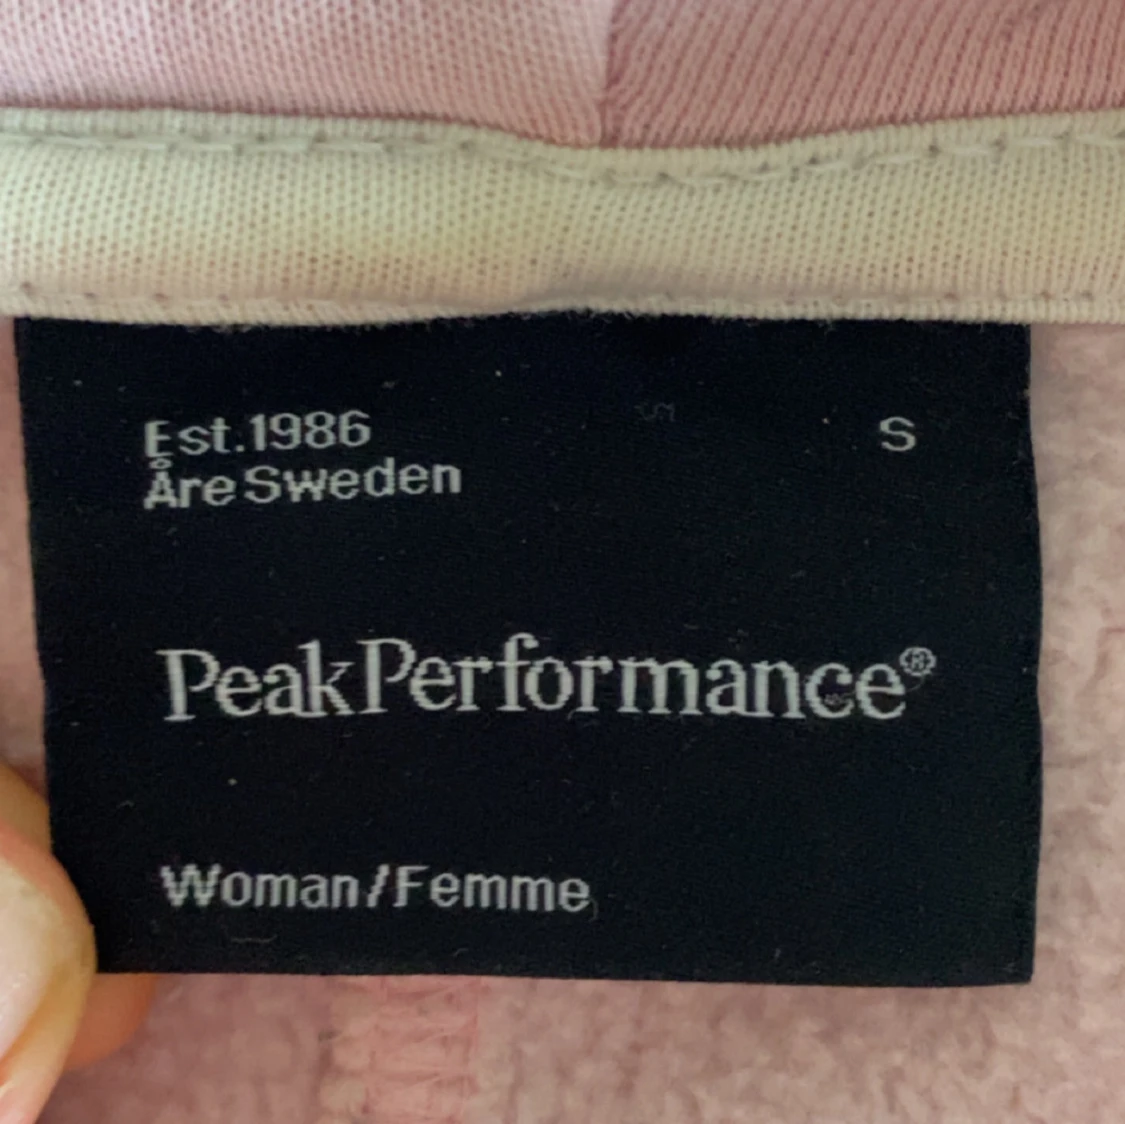 Est.1986 S
Åre Sweden
PeakPerformance®
Woman/Femme